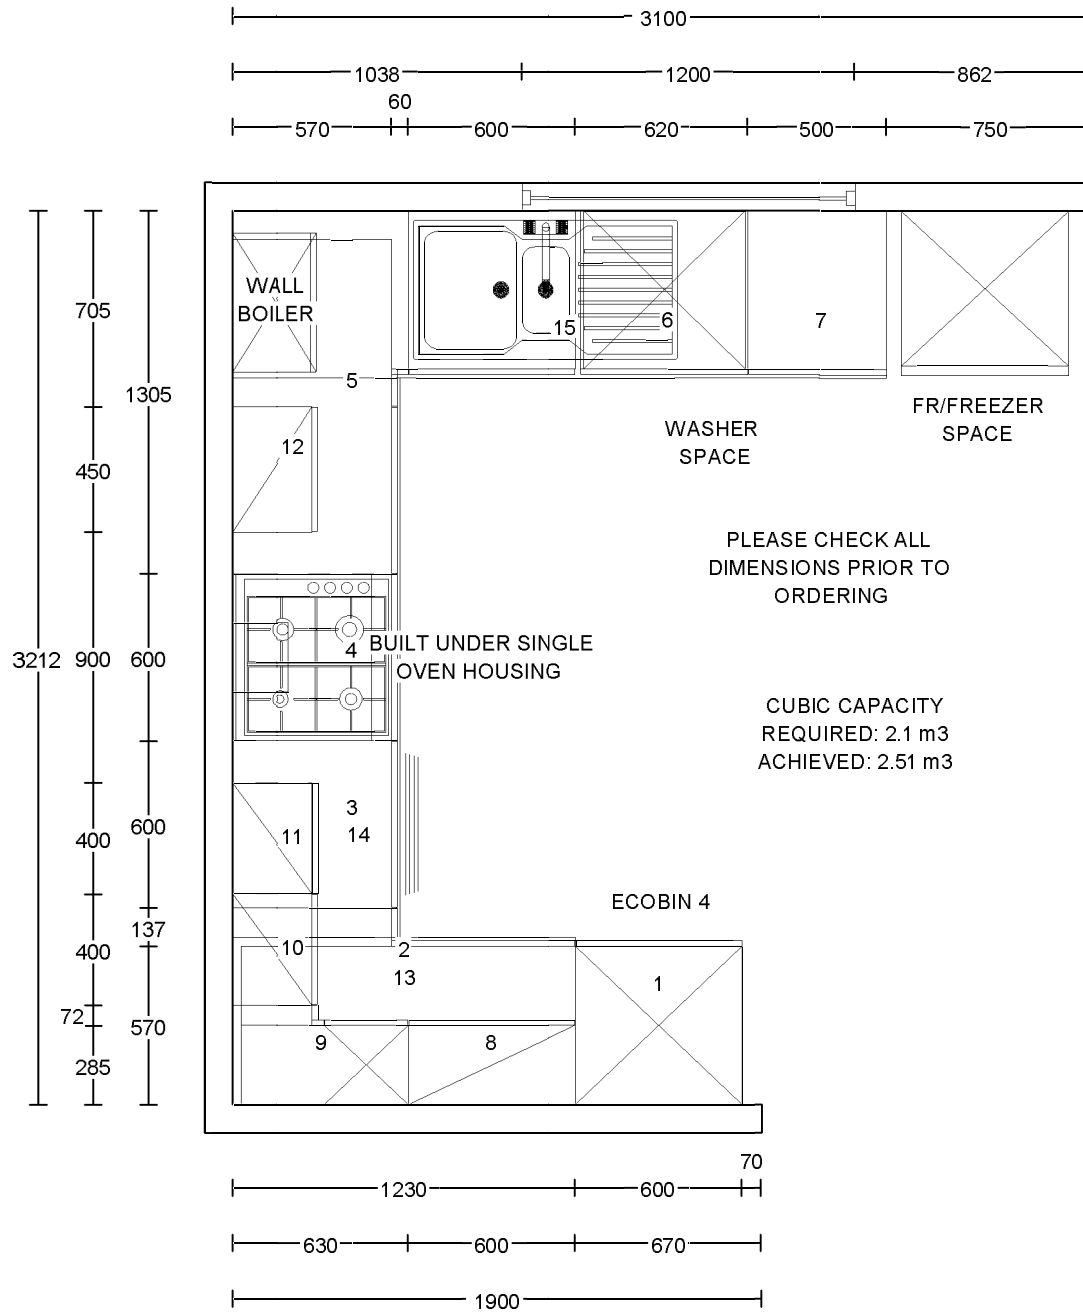 3100
1038 1200 862
60
570 600 620 500 750
WALL
BOILER
15 6 7
705
5
1305
FR/FREEZER
SPACE
WASHER
SPACE
12
450
PLEASE CHECK ALL
DIMENSIONS PRIOR TO
ORDERING
4 BUILT UNDER SINGLE
OVEN HOUSING
3212 900 600
CUBIC CAPACITY
REQUIRED: 2.1 m3
ACHIEVED: 2.51 m3
3
14
11
400 600
ECOBIN 4
137
400
10 2
13
1
72
570
9 8
285
70
1230 600
630 600 670
1900